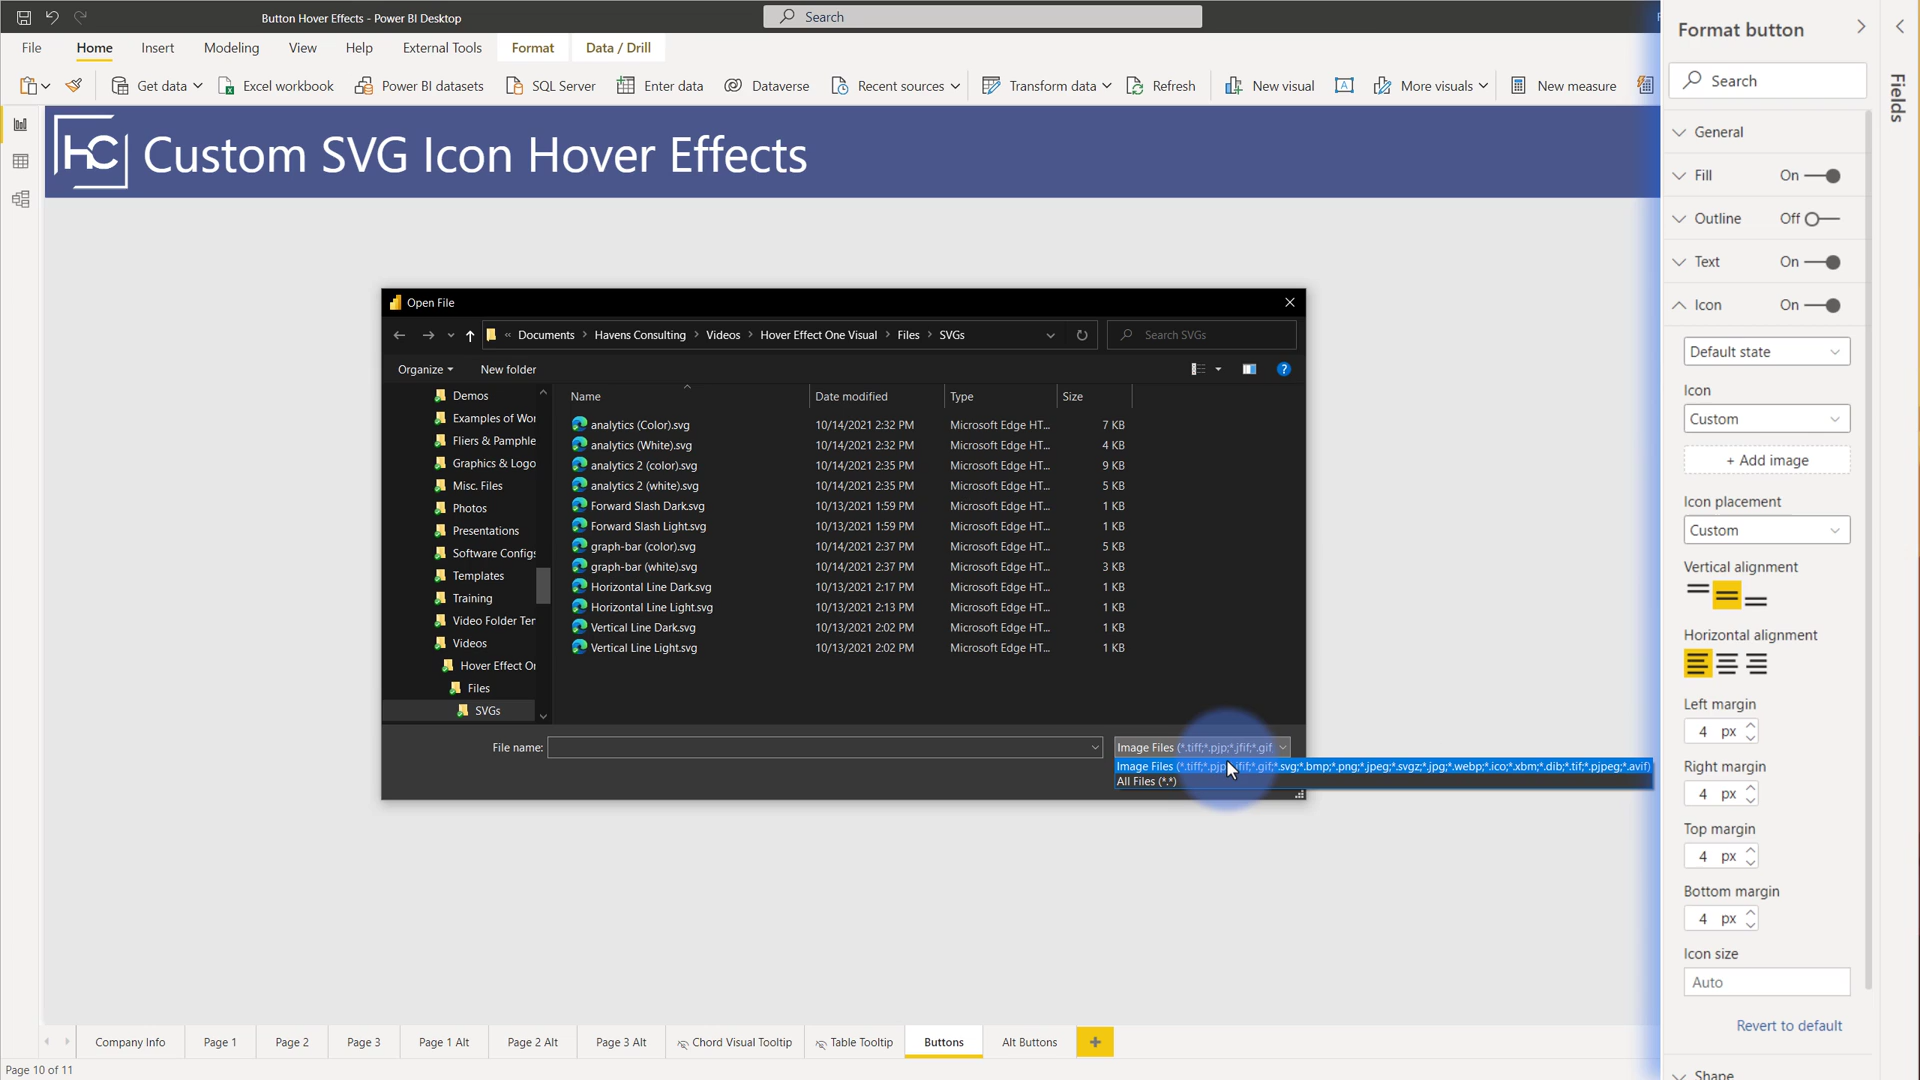 Button Hover Effects - Power BI Desktop
Search
File Home Insert Modeling View Help External Tools Format Data / Drill
Get data Excel workbook Power BI datasets SQL Server Enter data Dataverse Recent sources Transform data Refresh New visual More visuals New measure
HC Custom SVG Icon Hover Effects
Open File
« Documents Havens Consulting Videos Hover Effect One Visual Files SVGs
Search SVGs
Organize New folder
Demos
Examples of Wor
Fliers & Pamphle
Graphics & Logo
Misc. Files
Photos
Presentations
Software Configs
Templates
Training
Video Folder Ter
Videos
Hover Effect Or
Files
SVGs
Name Date modified Type Size
analytics (Color).svg 10/14/2021 2:32 PM Microsoft Edge HT... 7 KB
analytics (White).svg 10/14/2021 2:32 PM Microsoft Edge HT... 4 KB
analytics 2 (color).svg 10/14/2021 2:35 PM Microsoft Edge HT... 9 KB
analytics 2 (white).svg 10/14/2021 2:35 PM Microsoft Edge HT... 5 KB
Forward Slash Dark.svg 10/13/2021 1:59 PM Microsoft Edge HT... 1 KB
Forward Slash Light.svg 10/13/2021 1:59 PM Microsoft Edge HT... 1 KB
graph-bar (color).svg 10/14/2021 2:37 PM Microsoft Edge HT... 5 KB
graph-bar (white).svg 10/14/2021 2:37 PM Microsoft Edge HT... 3 KB
Horizontal Line Dark.svg 10/13/2021 2:17 PM Microsoft Edge HT... 1 KB
Horizontal Line Light.svg 10/13/2021 2:13 PM Microsoft Edge HT... 1 KB
Vertical Line Dark.svg 10/13/2021 2:02 PM Microsoft Edge HT... 1 KB
Vertical Line Light.svg 10/13/2021 2:02 PM Microsoft Edge HT... 1 KB
File name:
Image Files (*.tiff;*.pjp;*.jfif;*.gif
Image Files (*.tiff;*.pjp *.jfif;*.gif;*.svg;*.bmp;*.png;*.jpeg;*.svgz;*.jpg;*.webp;*.ico;*.xbm;*.dib;*.tif;*.pjpeg;*.avif)
All Files (*.*)
Format button
Search
General
Fill On
Outline Off
Text On
Icon On
Default state
Icon
Custom
+ Add image
Icon placement
Custom
Vertical alignment
Horizontal alignment
Left margin
4 px
Right margin
4 px
Top margin
4 px
Bottom margin
4 px
Icon size
Auto
Revert to default
Shape
Fields
Company Info Page 1 Page 2 Page 3 Page 1 Alt Page 2 Alt Page 3 Alt Chord Visual Tooltip Table Tooltip Buttons Alt Buttons +
Page 10 of 11